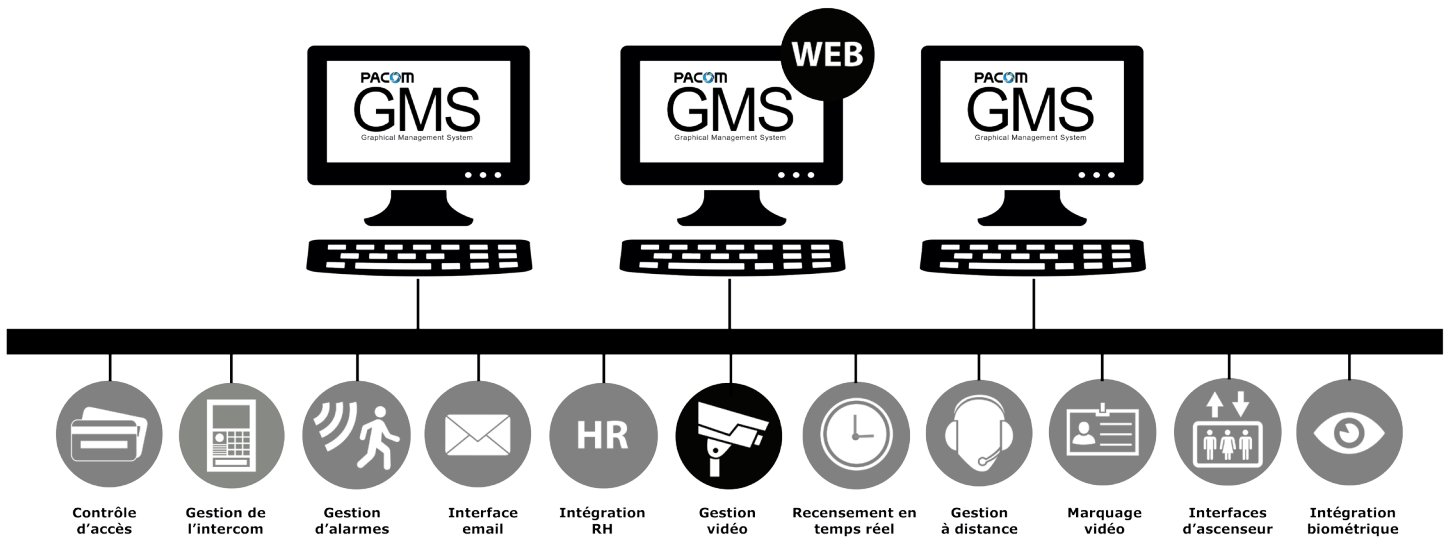 WEB
PACOM
GMS
Graphical Management System
PACOM
GMS
Graphical Management System
PACOM
GMS
Graphical Management System
HR
Contrôle
d'accès
Gestion de
l'intercom
Gestion
d'alarmes
Interface
email
Intégration
RH
Gestion
vidéo
Recensement en
temps réel
Gestion
à distance
Marquage
vidéo
Interfaces
d'ascenseur
Intégration
biométrique